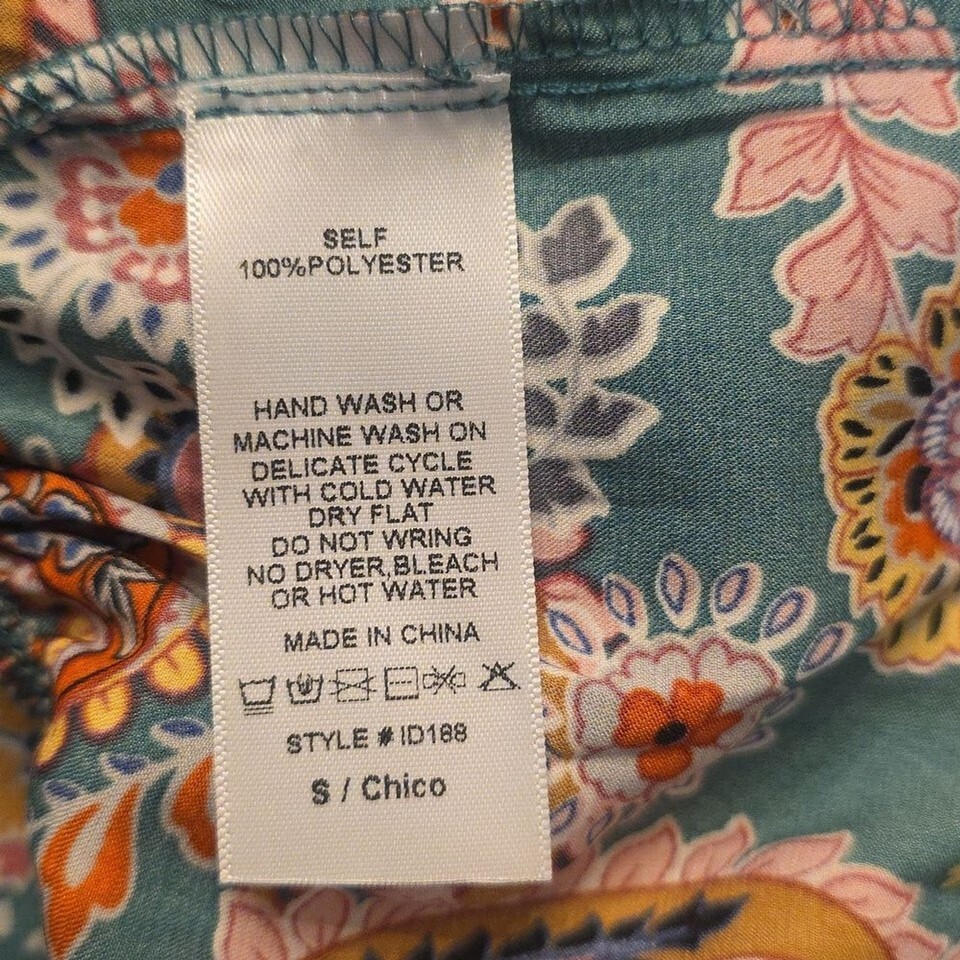 SELF
100%POLYESTER
HAND WASH OR
MACHINE WASH ON
DELICATE CYCLE
WITH COLD WATER
DRY FLAT
DO NOT WRING
NO DRYER,BLEACH
OR HOT WATER
MADE IN CHINA
STYLE # ID188
S / Chico